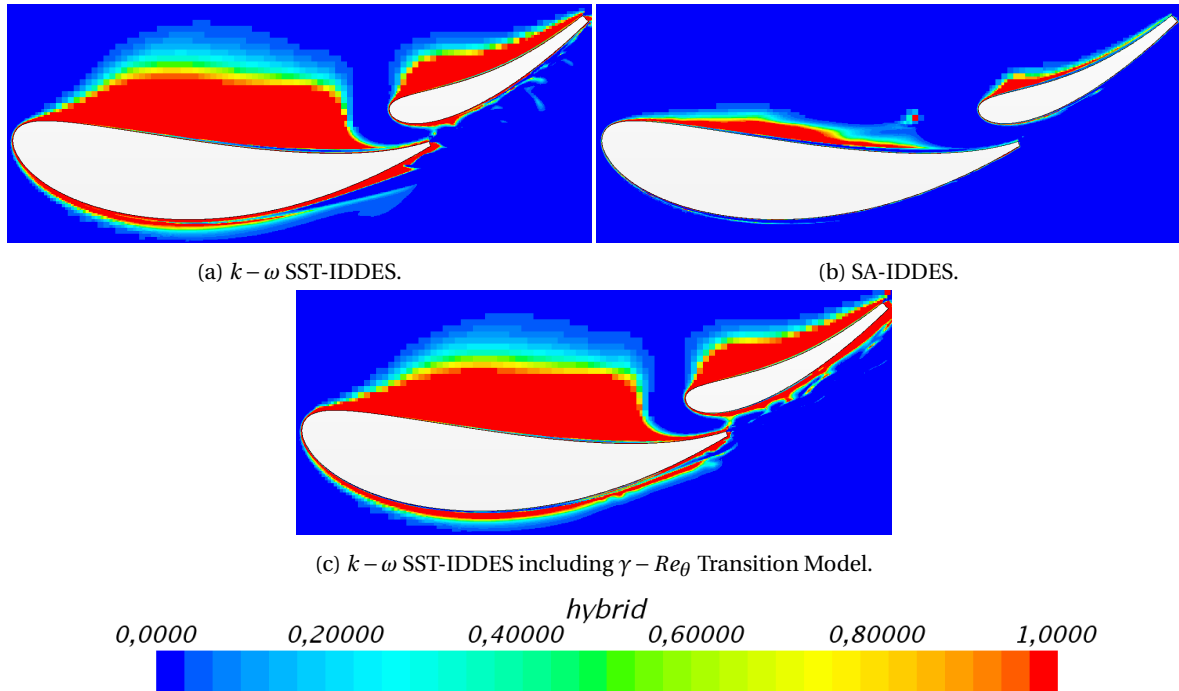 (a) k – ω SST-IDDES.
(b) SA-IDDES.
(c) k – ω SST-IDDES including γ – Reθ Transition Model.
hybrid
0,0000 0,20000 0,40000 0,60000 0,80000 1,0000